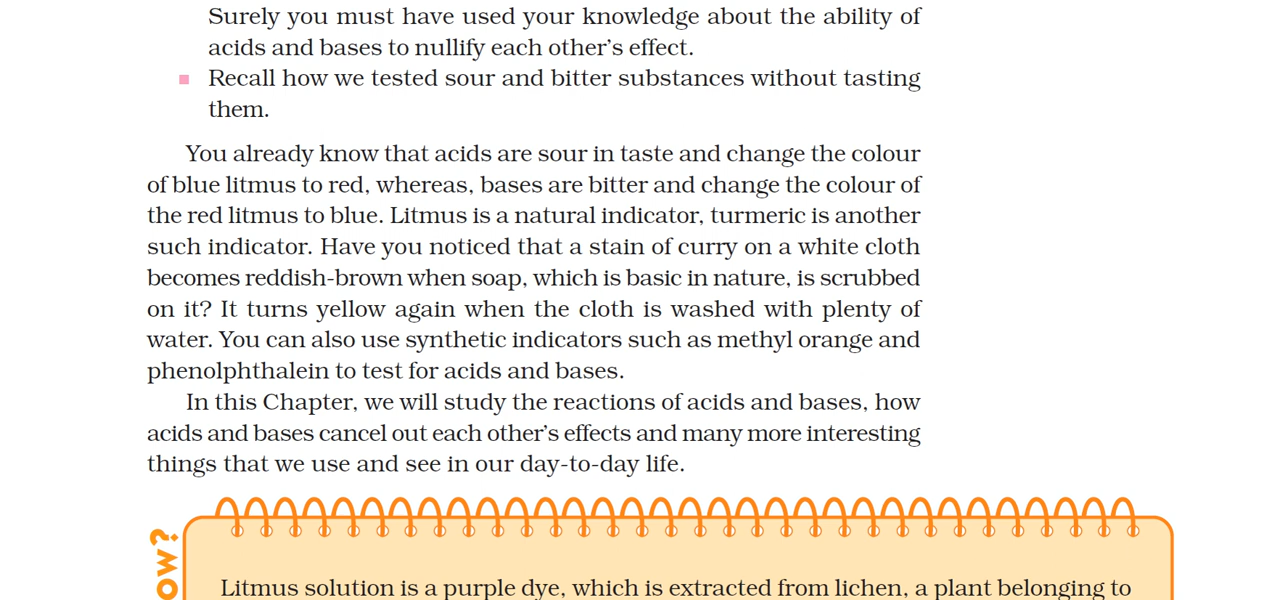 Surely you must have used your knowledge about the ability of
acids and bases to nullify each other's effect.
Recall how we tested sour and bitter substances without tasting
them.
You already know that acids are sour in taste and change the colour
of blue litmus to red, whereas, bases are bitter and change the colour of
the red litmus to blue. Litmus is a natural indicator, turmeric is another
such indicator. Have you noticed that a stain of curry on a white cloth
becomes reddish-brown when soap, which is basic in nature, is scrubbed
on it? It turns yellow again when the cloth is washed with plenty of
water. You can also use synthetic indicators such as methyl orange and
phenolphthalein to test for acids and bases.
In this Chapter, we will study the reactions of acids and bases, how
acids and bases cancel out each other's effects and many more interesting
things that we use and see in our day-to-day life.
ow?
Litmus solution is a purple dye, which is extracted from lichen, a plant belonging to